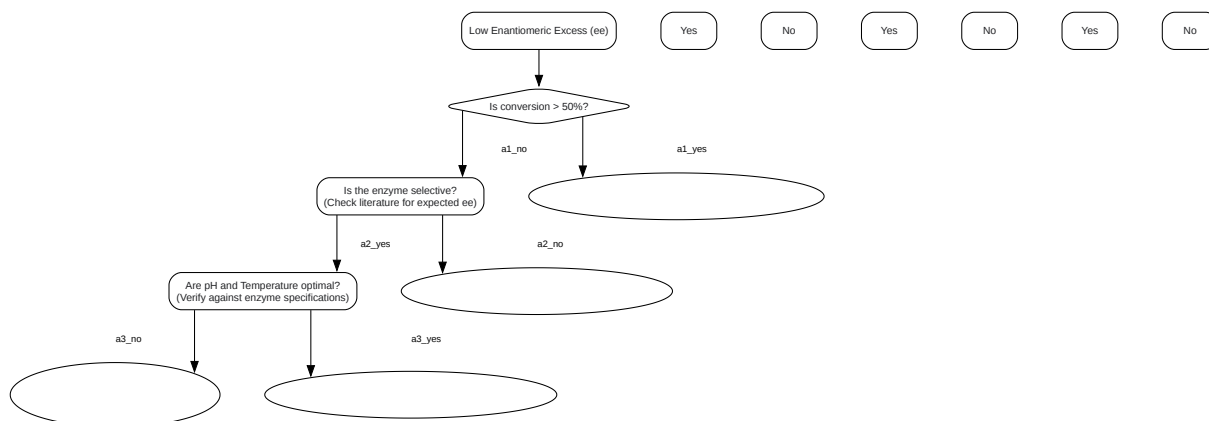 Low Enantiomeric Excess (ee)
Yes
No
Yes
No
Yes
No
Is conversion > 50%?
a1_no
a1_yes
Is the enzyme selective?
(Check literature for expected ee)
a2_yes
a2_no
Are pH and Temperature optimal?
(Verify against enzyme specifications)
a3_no
a3_yes